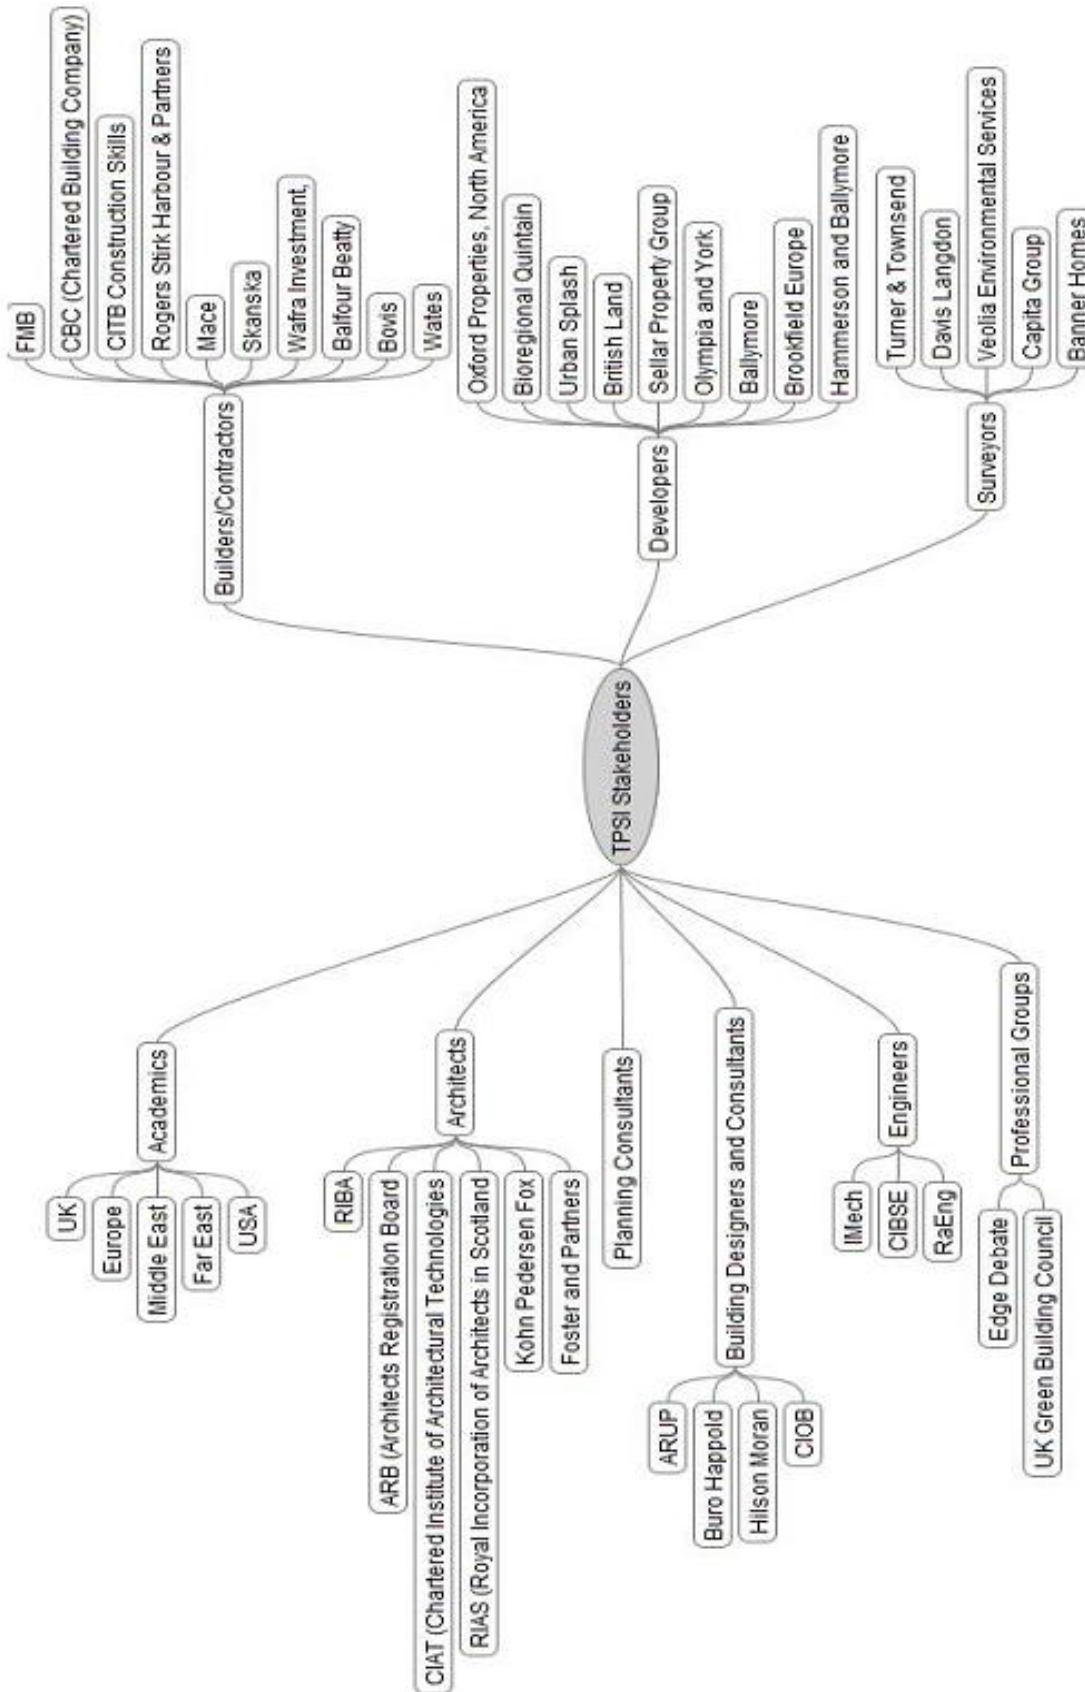 TPSI Stakeholders
Academics
UK
Europe
Middle East
Far East
USA
Architects
RIBA
ARB (Architects Registration Board
CIAT (Chartered Institute of Architectural Technologies
RIAS (Royal Incorporation of Architects in Scotland
Kohn Pedersen Fox
Foster and Partners
Planning Consultants
Building Designers and Consultants
ARUP
Buro Happold
Hilson Moran
CIOB
Engineers
IMech
CIBSE
RaEng
Professional Groups
Edge Debate
UK Green Building Council
Builders/Contractors
FMB
CBC (Chartered Building Company)
CITB Construction Skills
Rogers Stirk Harbour & Partners
Mace
Skanska
Wafra Investment,
Balfour Beatty
Bovis
Wates
Developers
Oxford Properties, North America
Bioregional Quintain
Urban Splash
British Land
Sellar Property Group
Olympia and York
Ballymore
Brookfield Europe
Hammerson and Ballymore
Surveyors
Turner & Townsend
Davis Langdon
Veolia Environmental Services
Capita Group
Banner Homes